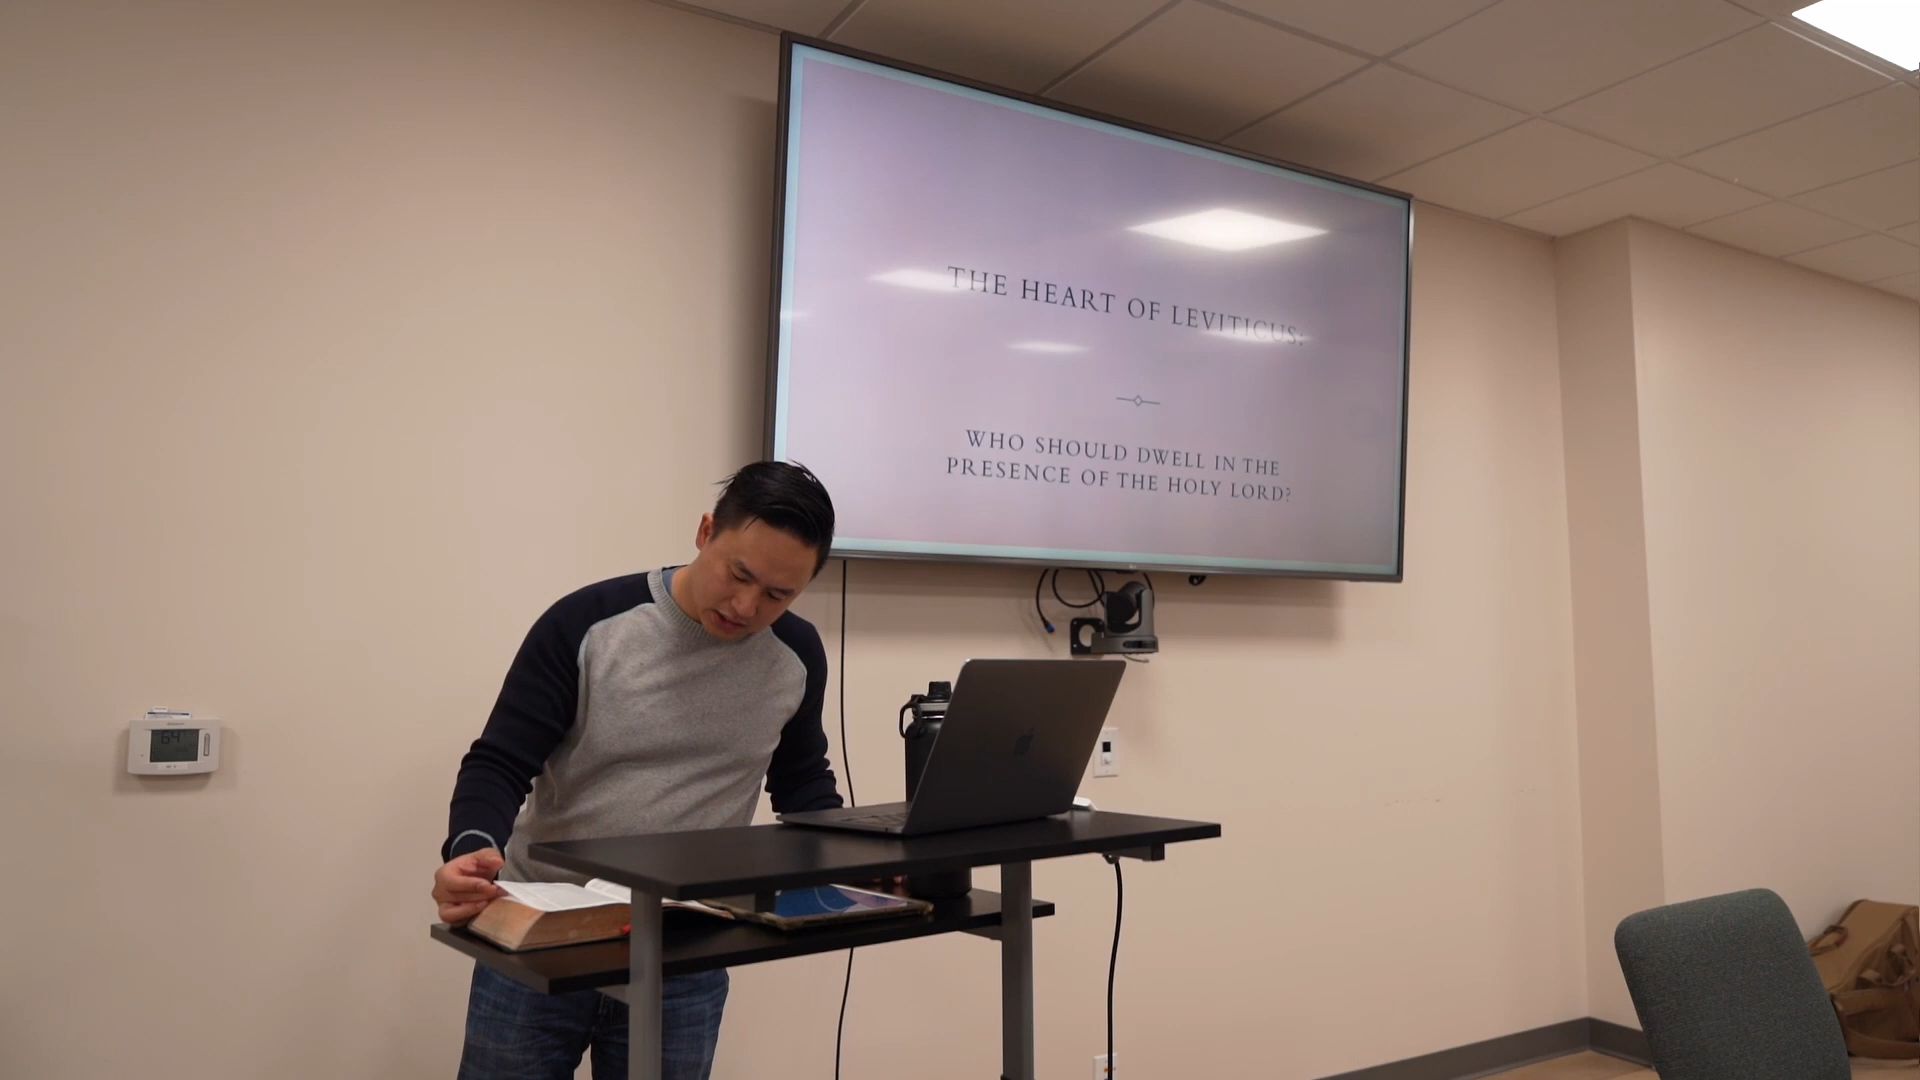 THE HEART OF LEVITICUS:
WHO SHOULD DWELL IN THE
PRESENCE OF THE HOLY LORD?
64°